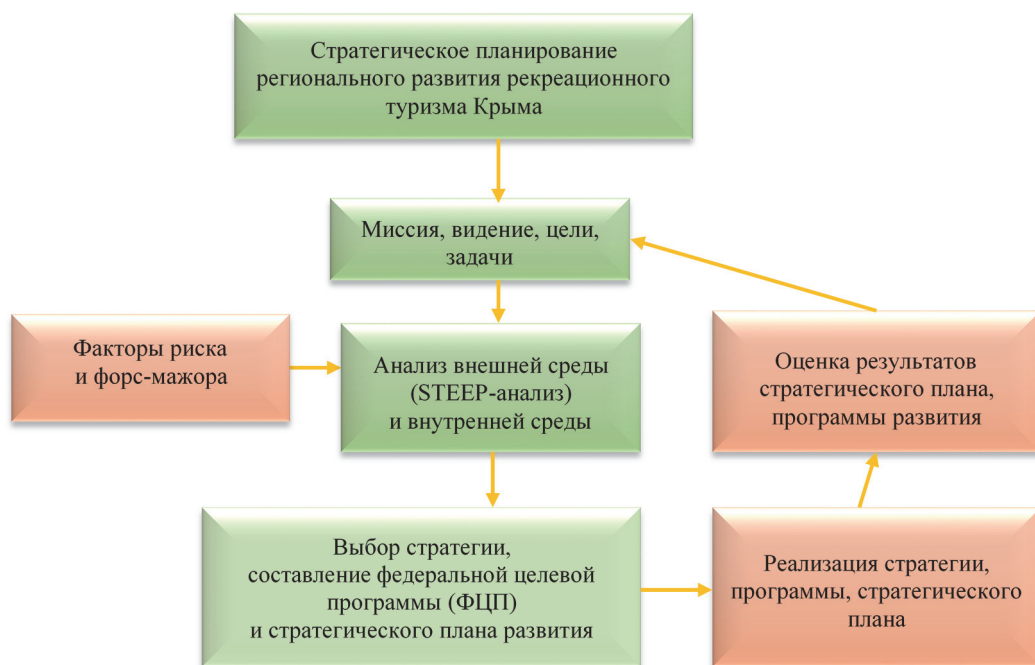 Стратегическое планирование
регионального развития рекреационного
туризма Крыма
Миссия, видение, цели,
задачи
Факторы риска
и форс-мажора
Анализ внешней среды
(STEEP-анализ)
и внутренней среды
Оценка результатов
стратегического плана,
программы развития
Выбор стратегии,
составление федеральной целевой
программы (ФЦП)
и стратегического плана развития
Реализация стратегии,
программы, стратегического
плана